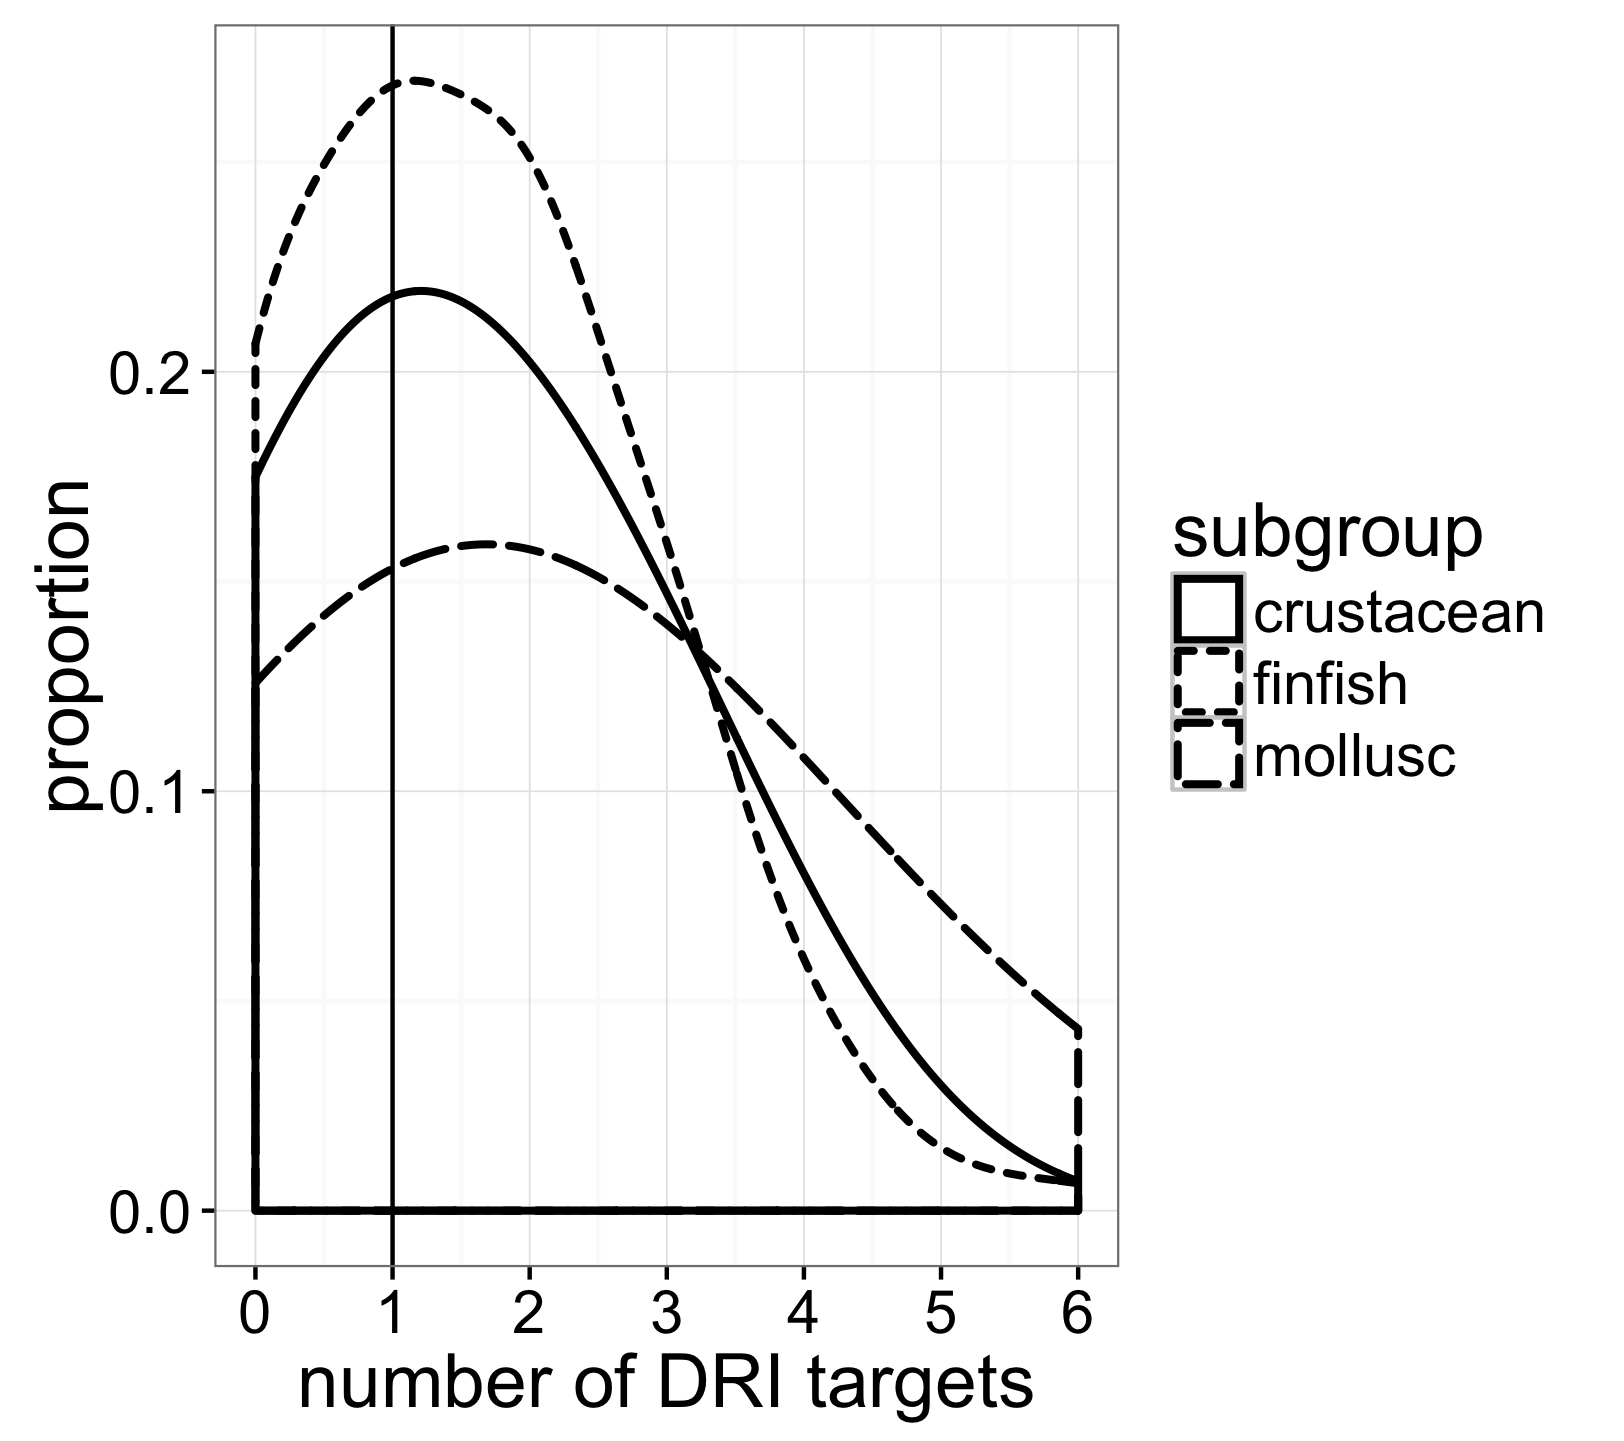 proportion
0.2
0.1
0.0
0 1 2 3 4 5 6
number of DRI targets
subgroup
crustacean
finfish
mollusc